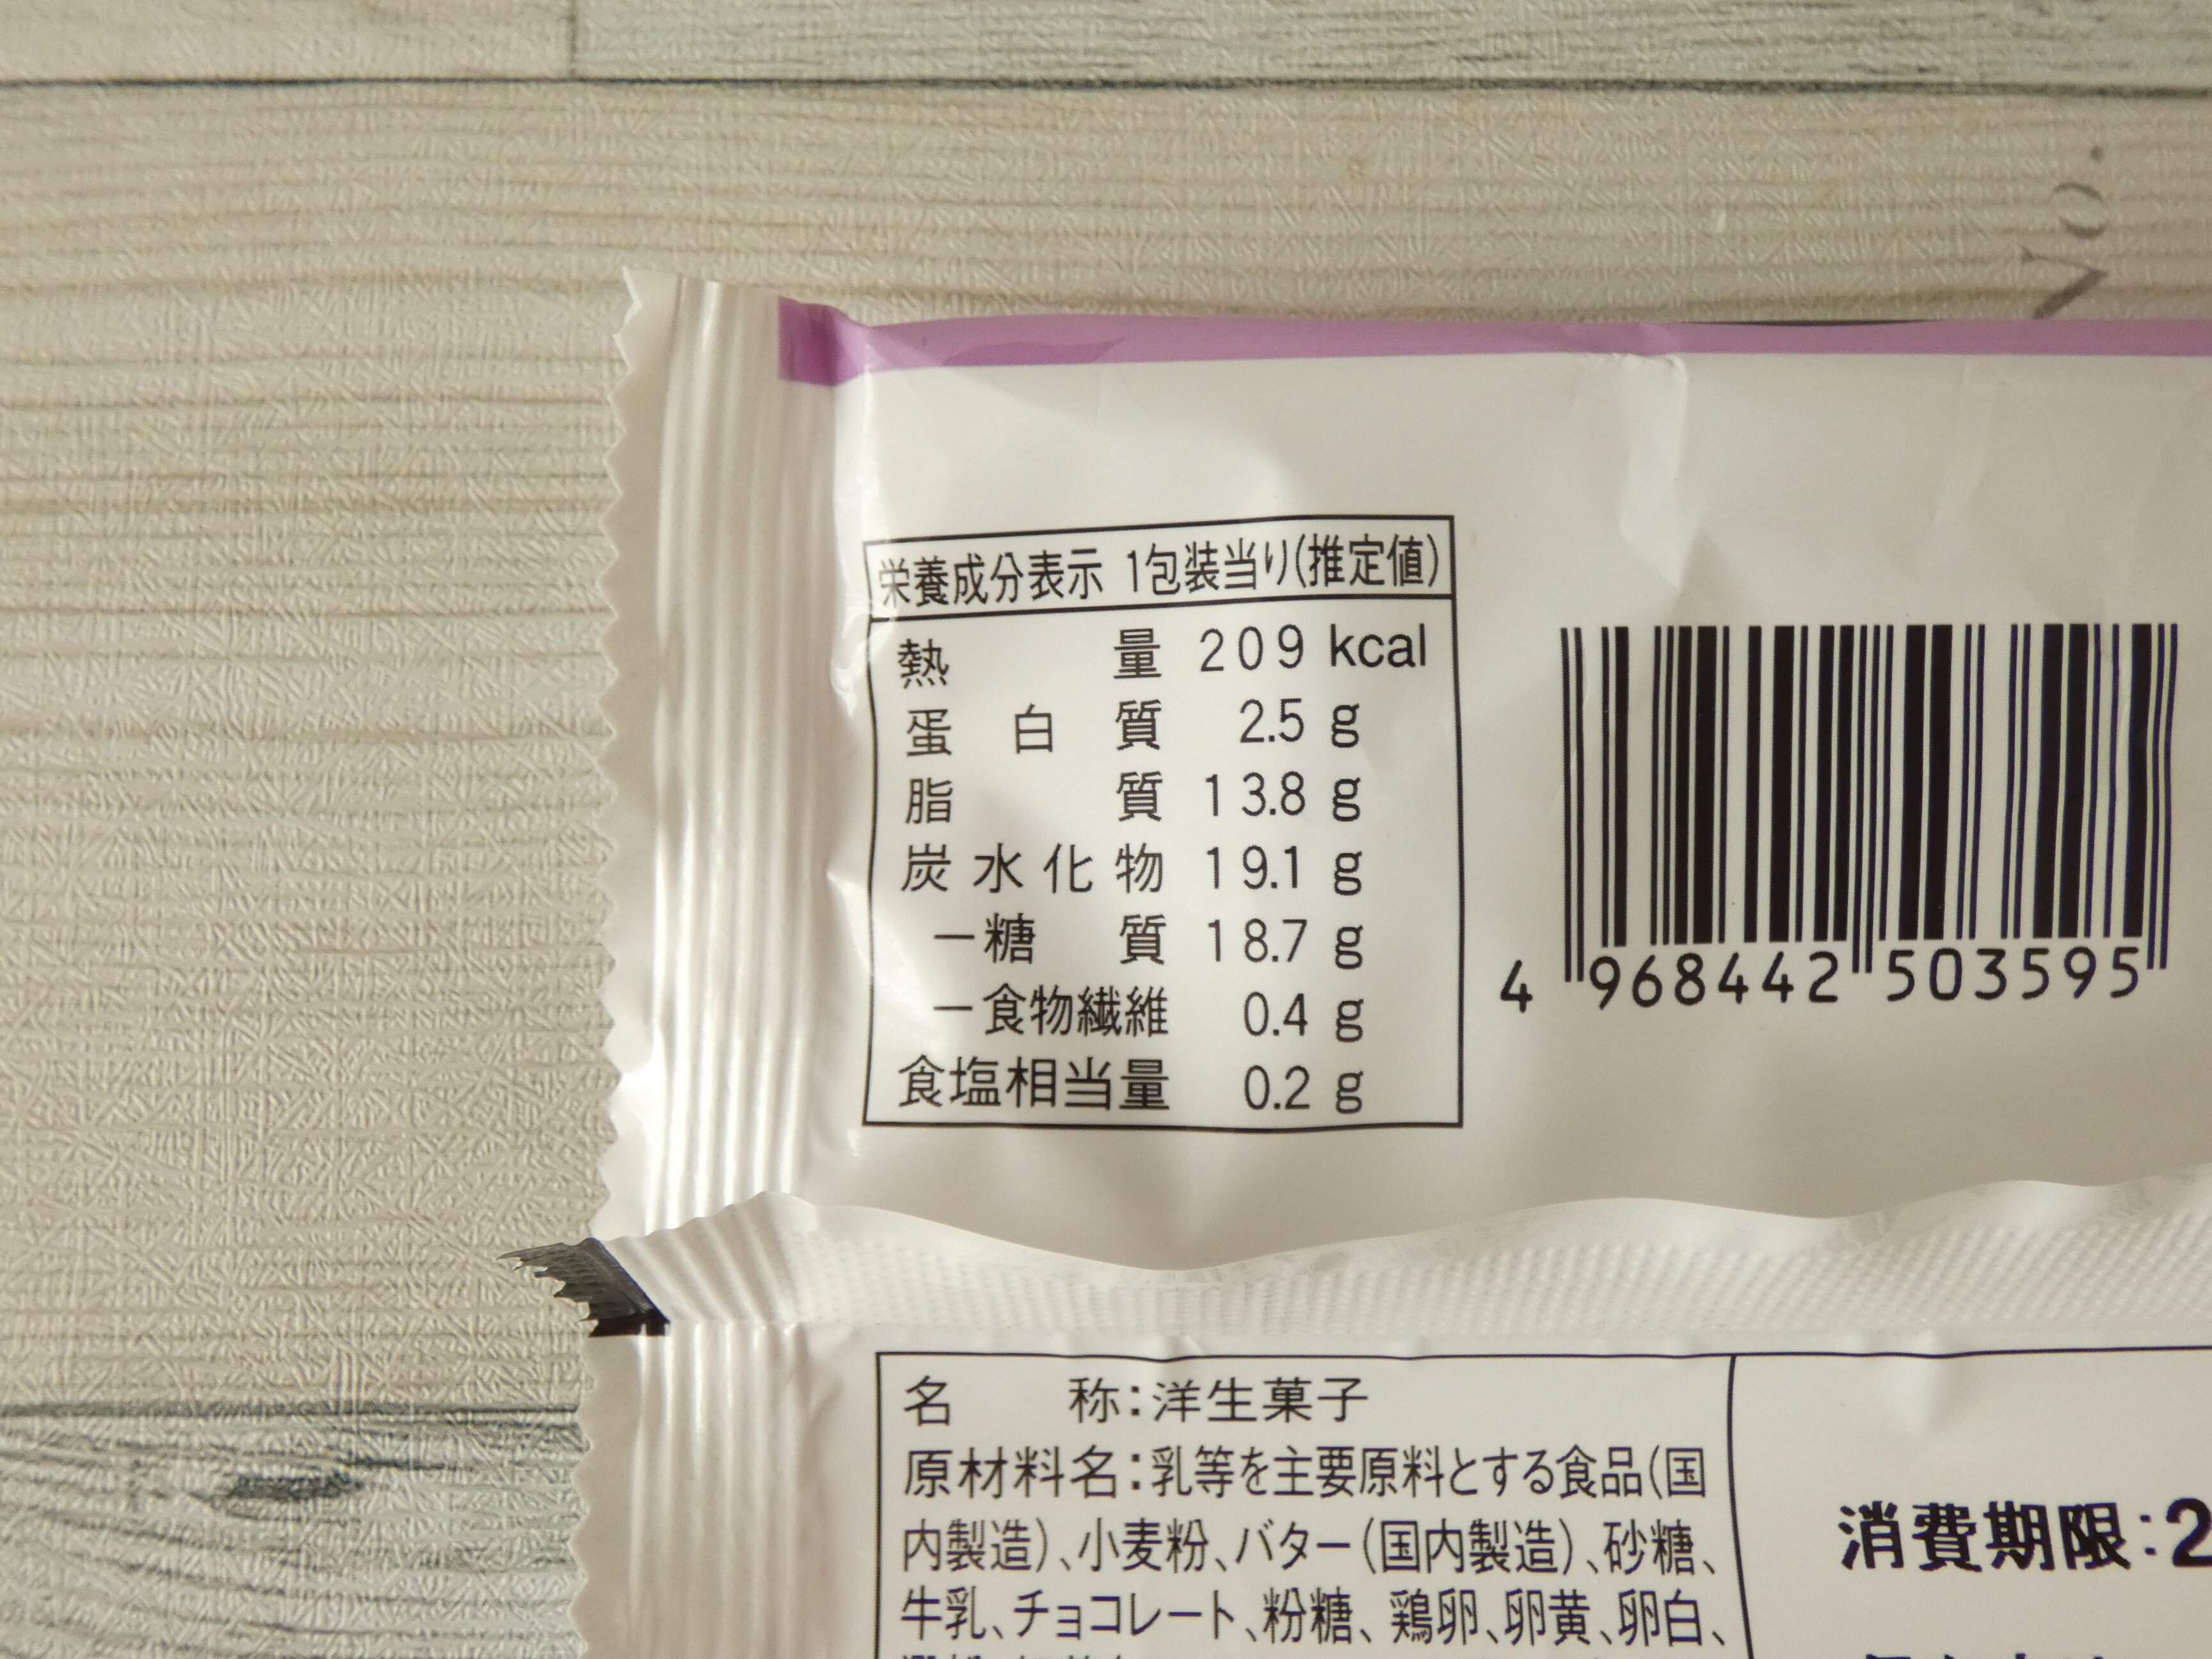 No.
栄養成分表示 1包装当り(推定値)
熱量 209 kcal
蛋白質 2.5 g
脂質 13.8 g
炭水化物 19.1 g
－糖質 18.7 g
－食物繊維 0.4 g
食塩相当量 0.2 g
4 968442 503595
名称:洋生菓子
原材料名:乳等を主要原料とする食品(国
内製造)、小麦粉、バター(国内製造)、砂糖、
牛乳、チョコレート、粉糖、鶏卵、卵黄、卵白、
消費期限:2